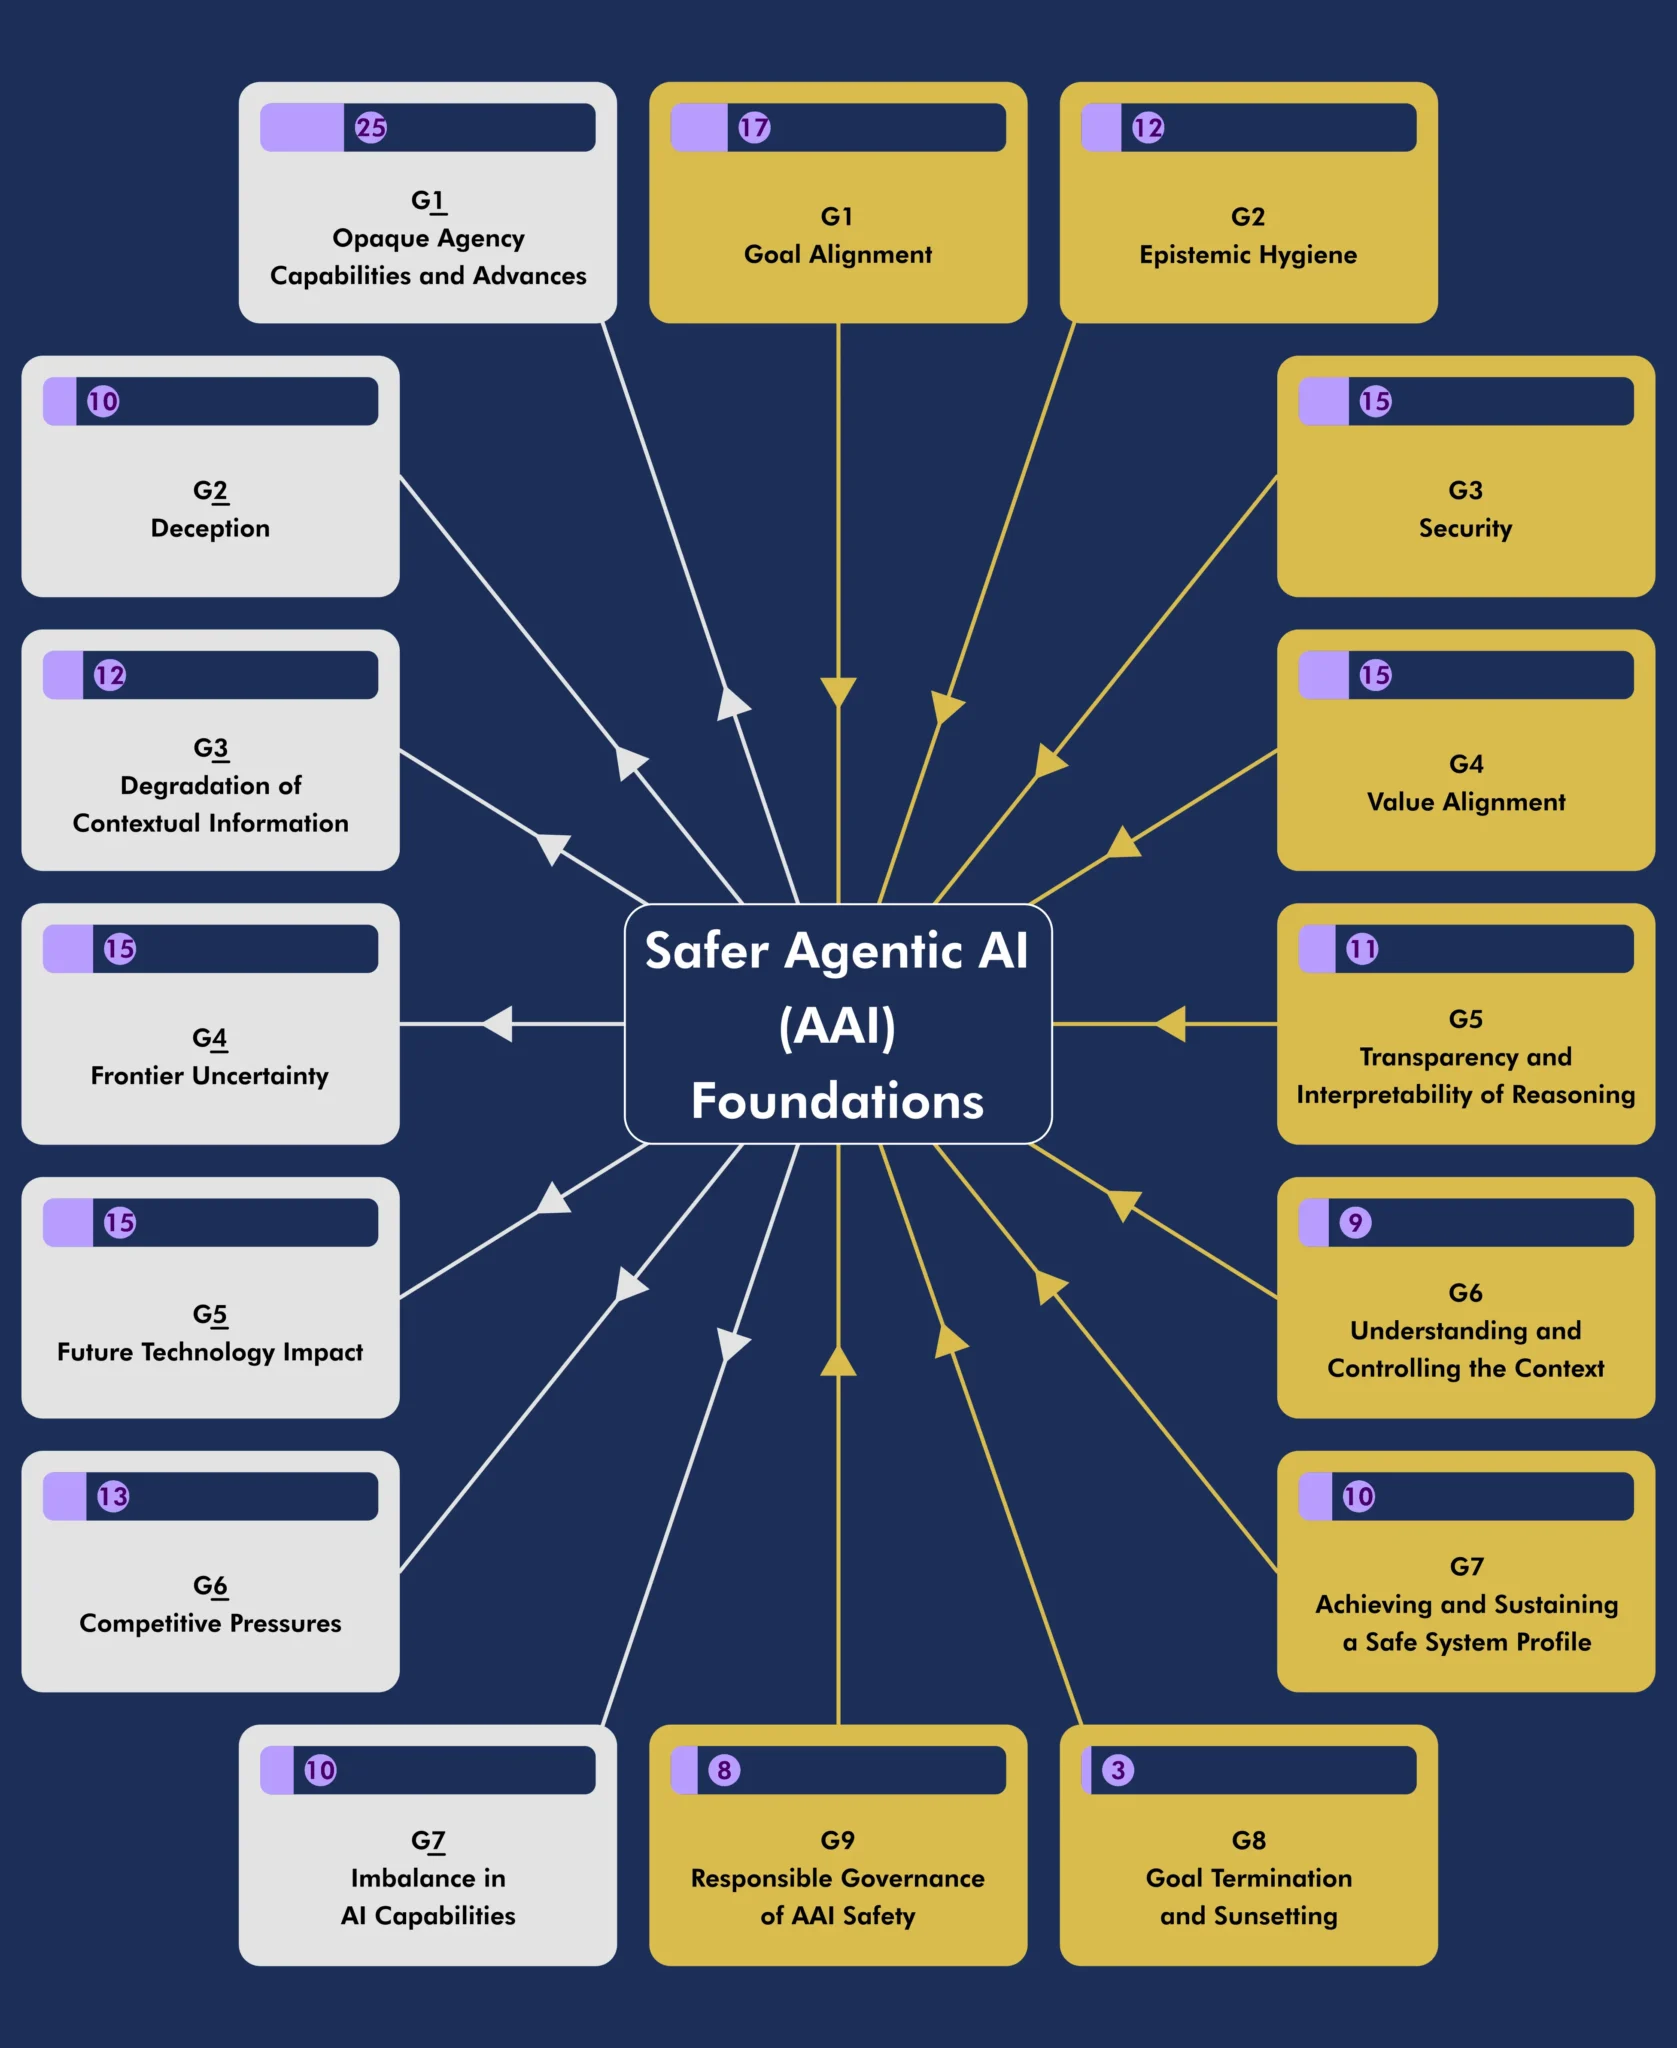 25
G1
Opaque Agency
Capabilities and Advances
17
G1
Goal Alignment
12
G2
Epistemic Hygiene
10
G2
Deception
15
G3
Security
12
G3
Degradation of
Contextual Information
15
G4
Value Alignment
15
G4
Frontier Uncertainty
Safer Agentic AI
(AAI)
Foundations
11
G5
Transparency and
Interpretability of Reasoning
15
G5
Future Technology Impact
9
G6
Understanding and
Controlling the Context
13
G6
Competitive Pressures
10
G7
Achieving and Sustaining
a Safe System Profile
10
G7
Imbalance in
AI Capabilities
8
G9
Responsible Governance
of AAI Safety
3
G8
Goal Termination
and Sunsetting